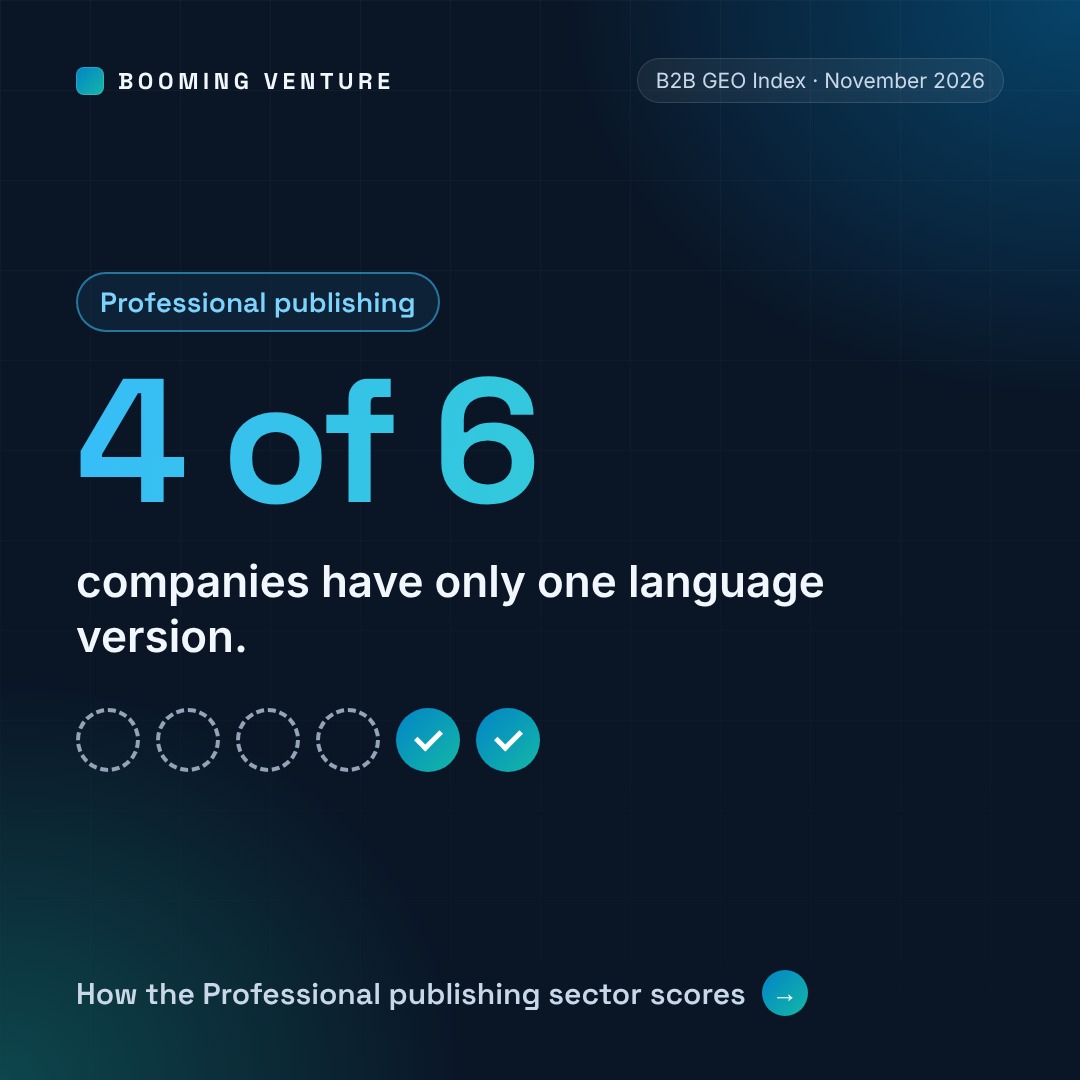 BOOMING VENTURE
B2B GEO Index · November 2026
Professional publishing
4 of 6
companies have only one language
version.
How the Professional publishing sector scores →